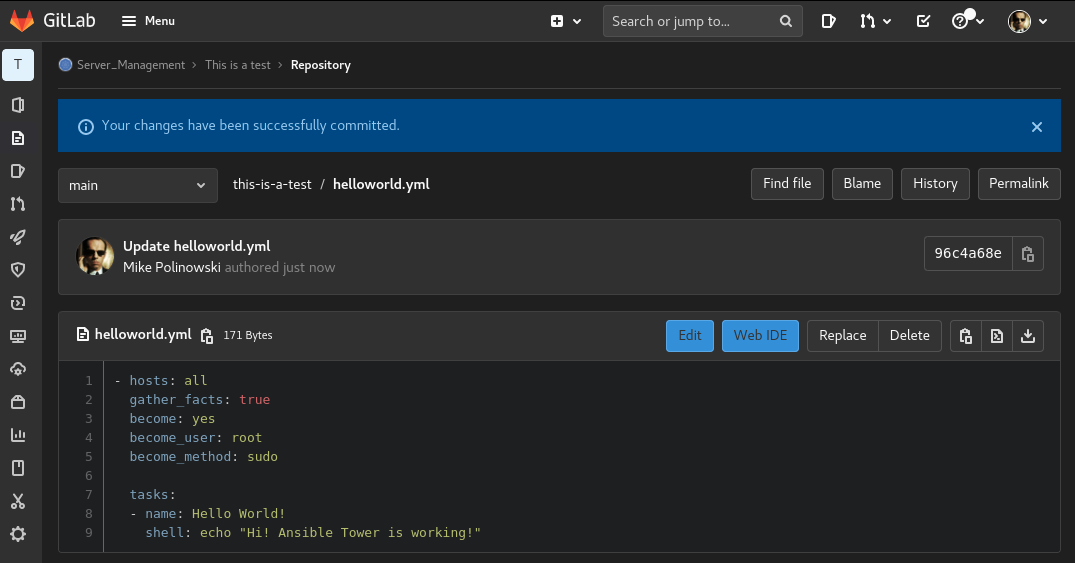 GitLab Menu Search or jump to...
T Server_Management › This is a test › Repository
Your changes have been successfully committed.
main this-is-a-test / helloworld.yml Find file Blame History Permalink
Update helloworld.yml
Mike Polinowski authored just now
96c4a68e
helloworld.yml 171 Bytes Edit Web IDE Replace Delete
1 - hosts: all
2   gather_facts: true
3   become: yes
4   become_user: root
5   become_method: sudo
6
7   tasks:
8   - name: Hello World!
9     shell: echo "Hi! Ansible Tower is working!"